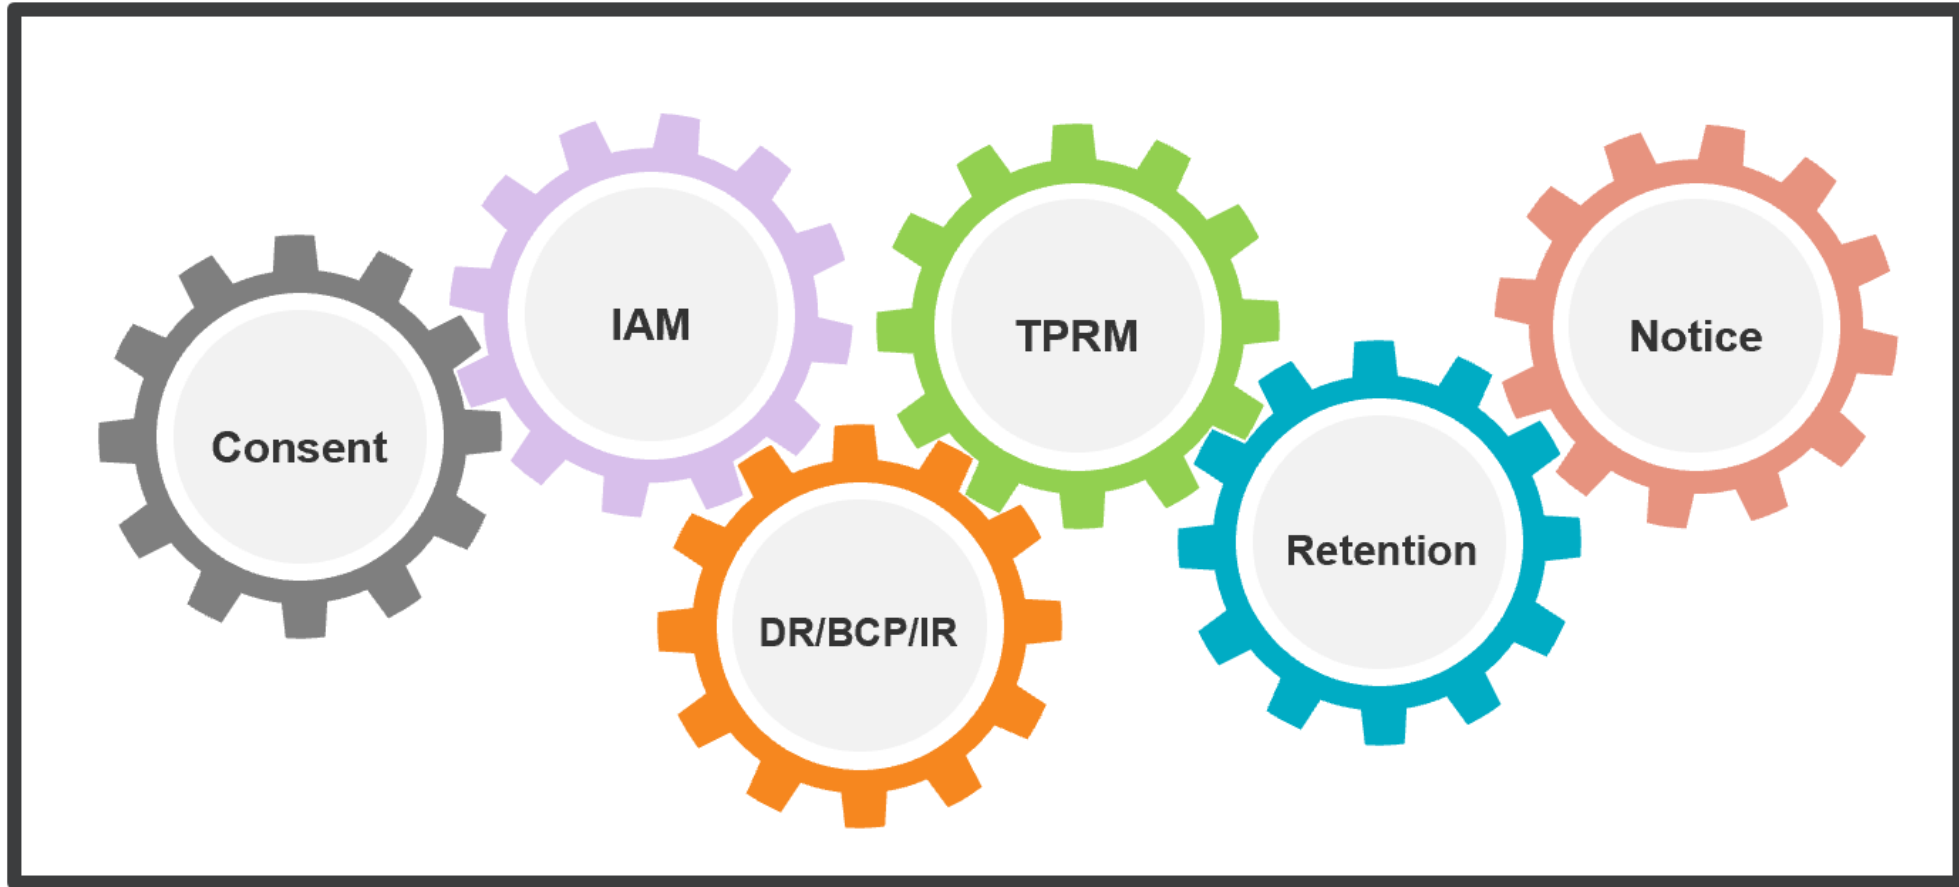 Consent
IAM
DR/BCP/IR
TPRM
Retention
Notice